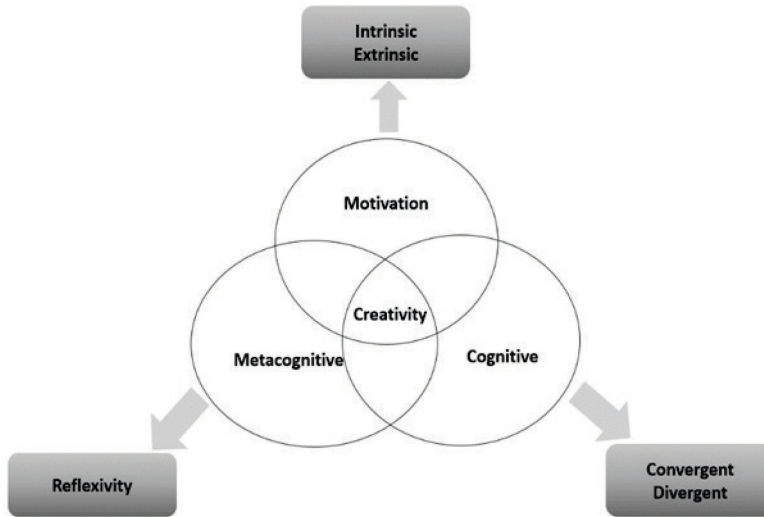 Intrinsic
Extrinsic
Motivation
Creativity
Metacognitive
Cognitive
Reflexivity
Convergent
Divergent